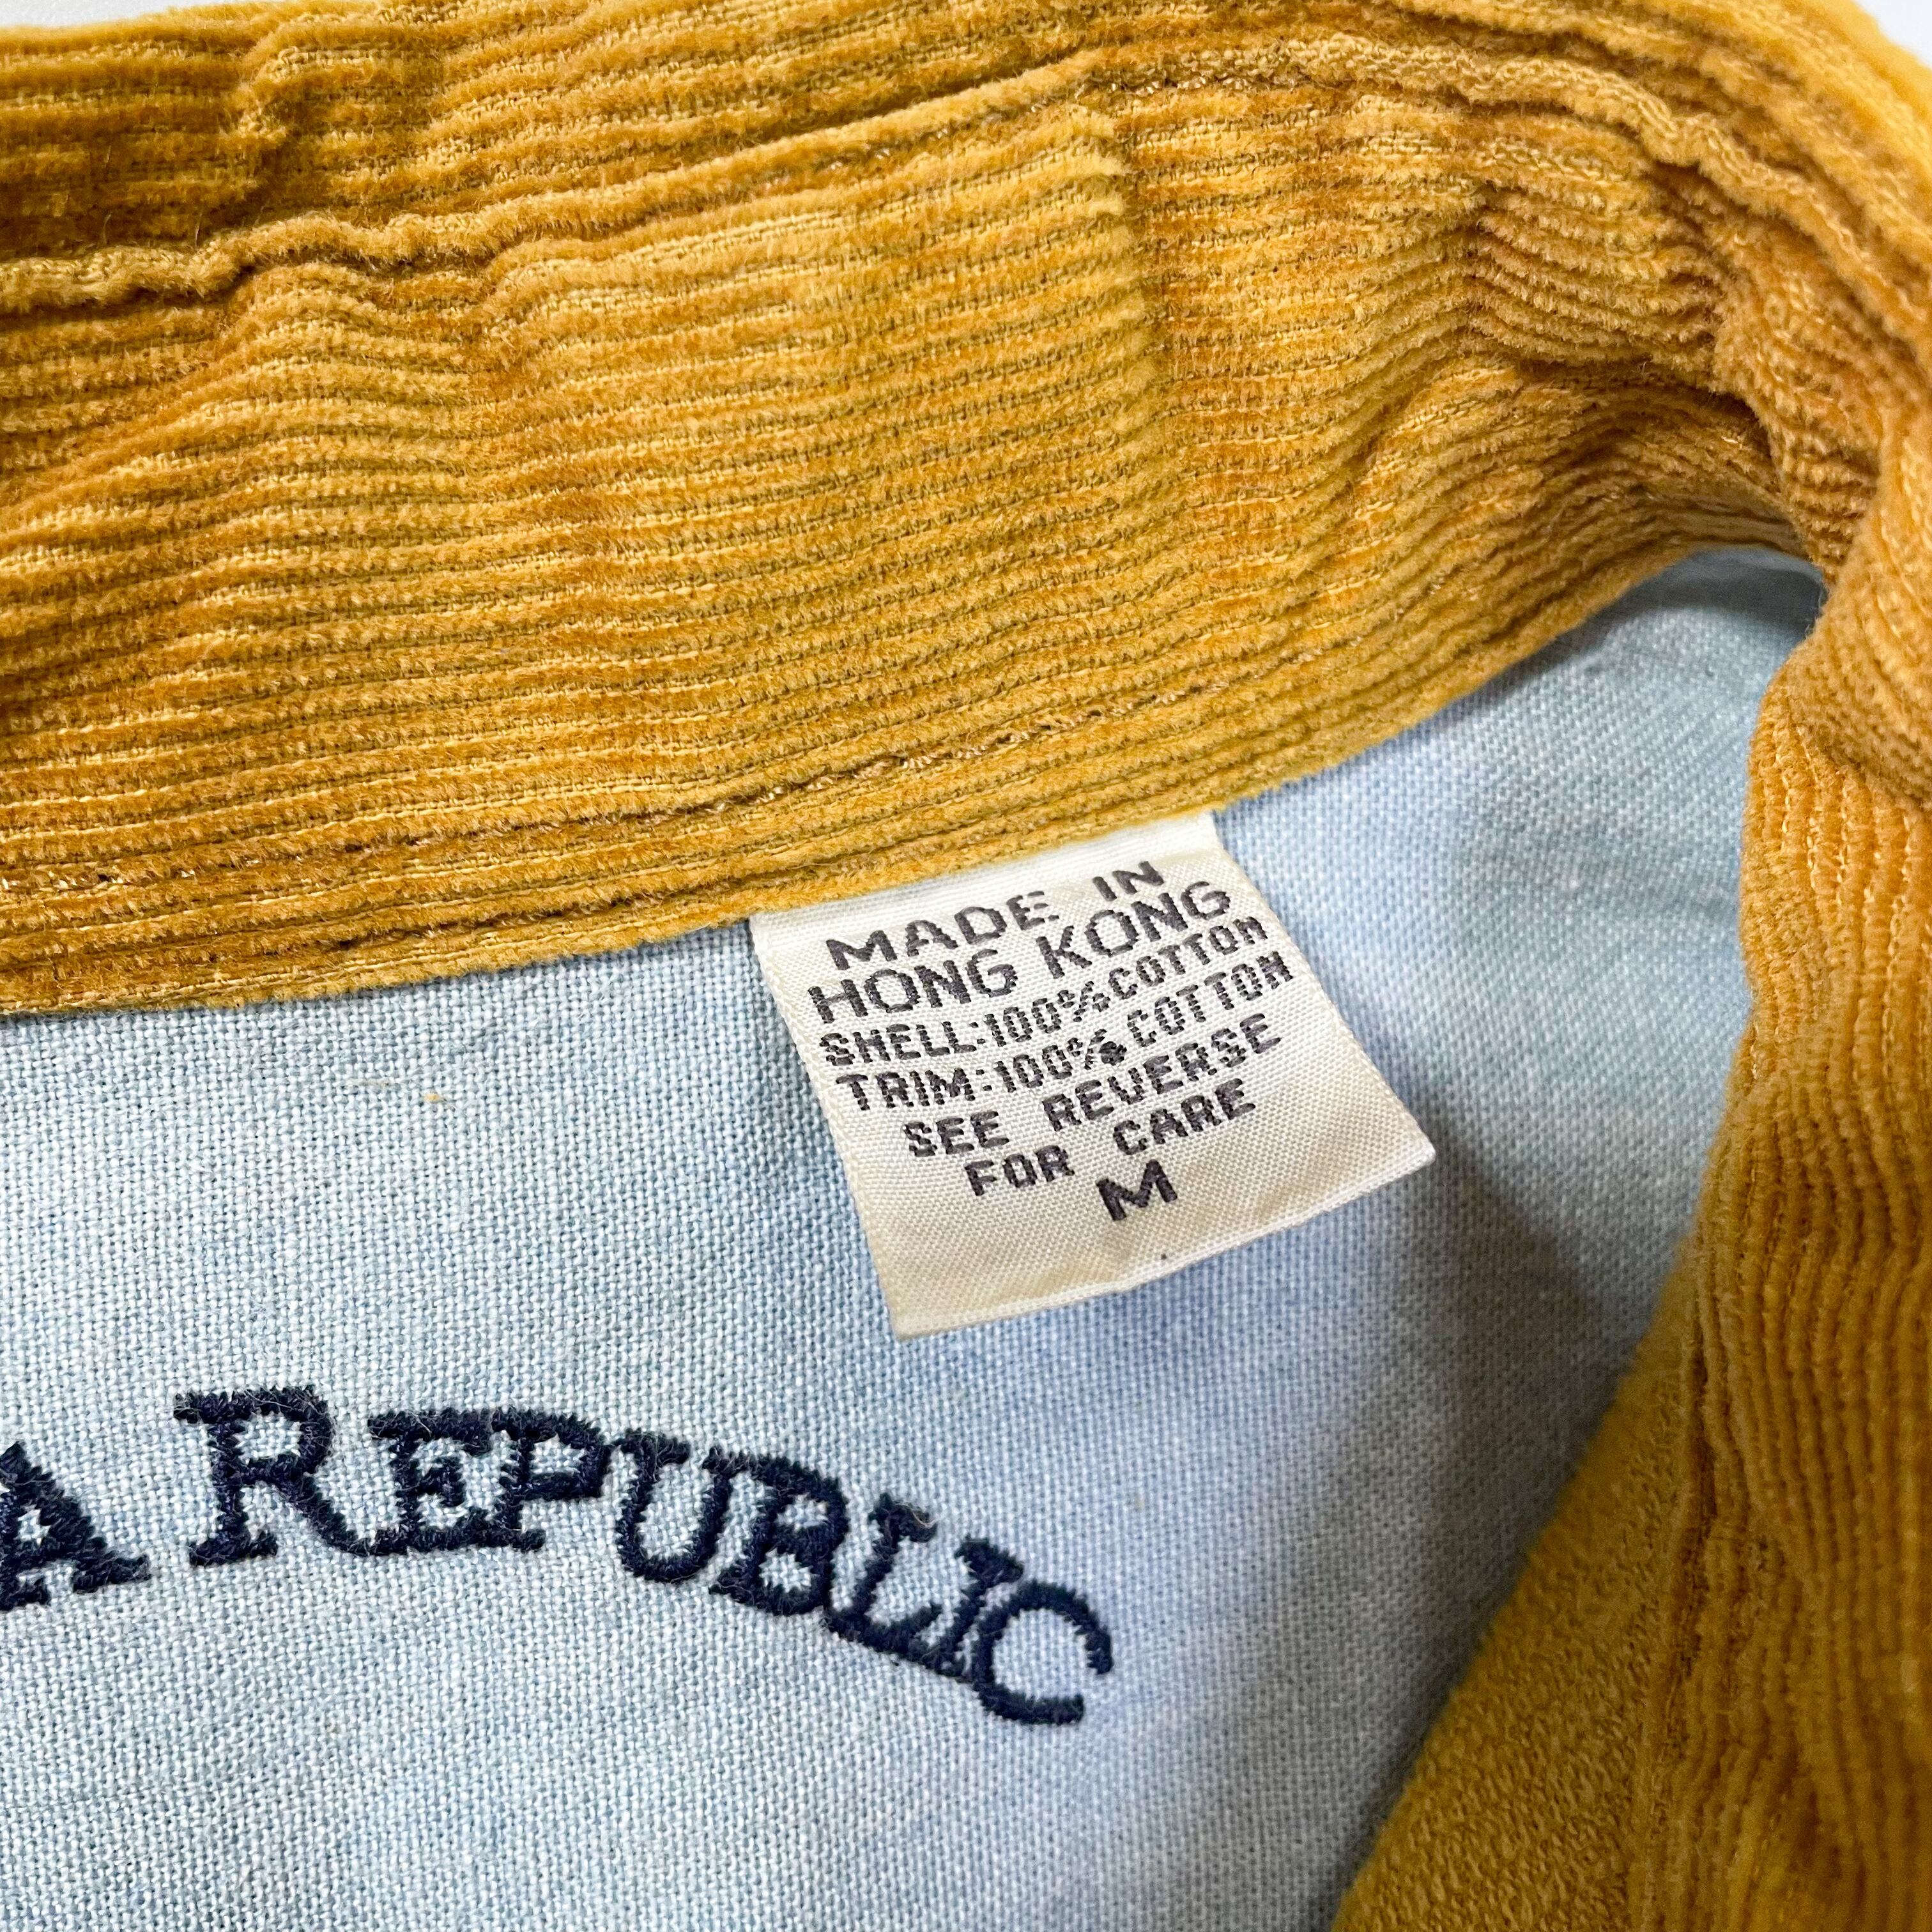 MADE IN
HONG KONG
SHELL:100%COTTON
TRIM:100%COTTON
SEE REVERSE
FOR CARE
M
A REPUBLIC